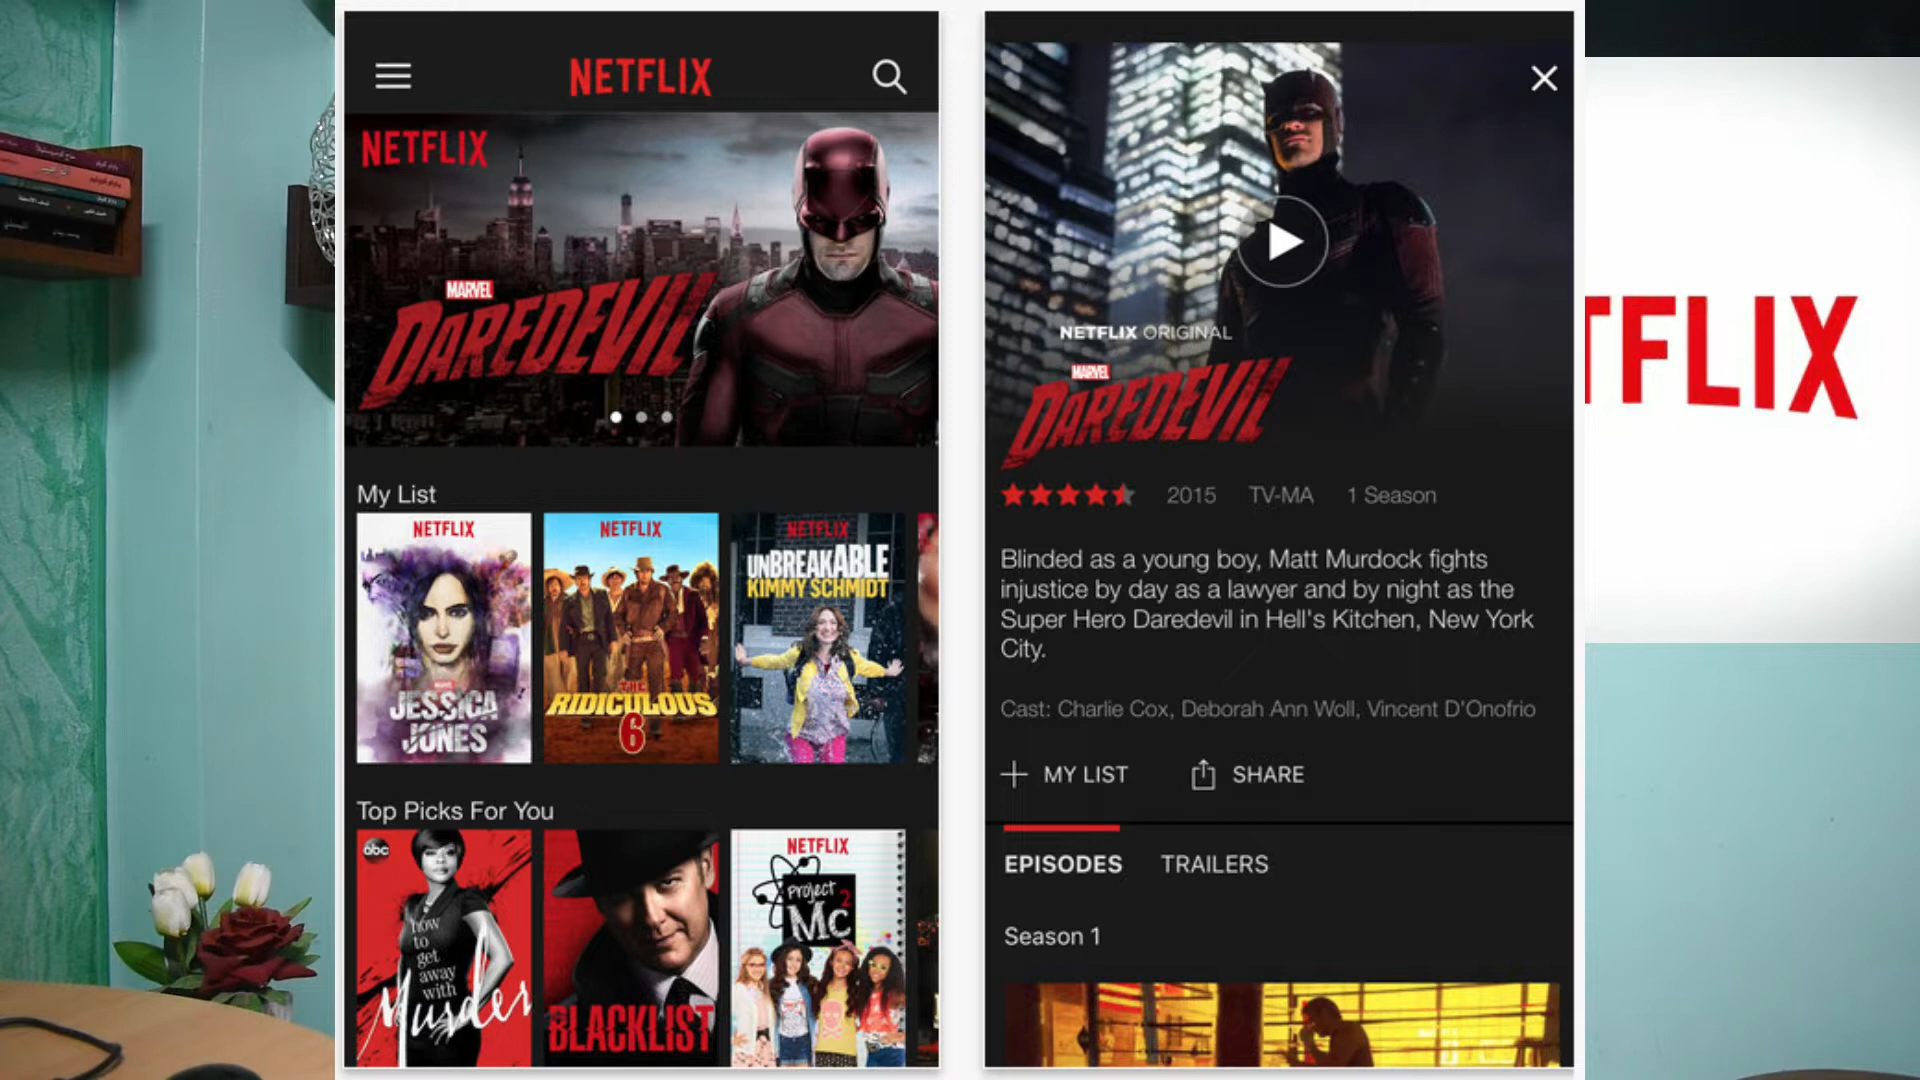 NETFLIX
NETFLIX
MARVEL
DAREDEVIL
My List
NETFLIX
MARVEL
JESSICA
JONES
NETFLIX
THE
RIDICULOUS
6
NETFLIX
UNBREAKABLE
KIMMY SCHMIDT
Top Picks For You
abc
how
to
get
away
with
Murder
THE
BLACKLIST
NETFLIX
Project
Mc 2
NETFLIX ORIGINAL
MARVEL
DAREDEVIL
2015 TV-MA 1 Season
Blinded as a young boy, Matt Murdock fights
injustice by day as a lawyer and by night as the
Super Hero Daredevil in Hell's Kitchen, New York
City.
Cast: Charlie Cox, Deborah Ann Woll, Vincent D'Onofrio
MY LIST SHARE
EPISODES TRAILERS
Season 1
TFLIX